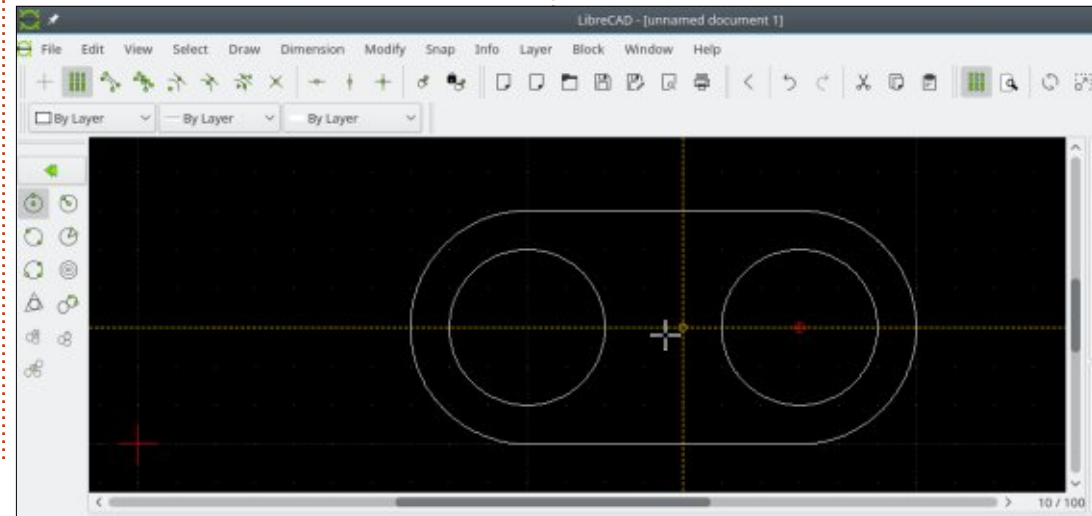 LibreCAD - [unnamed document 1]
File Edit View Select Draw Dimension Modify Snap Info Layer Block Window Help
By Layer By Layer By Layer
10 / 100